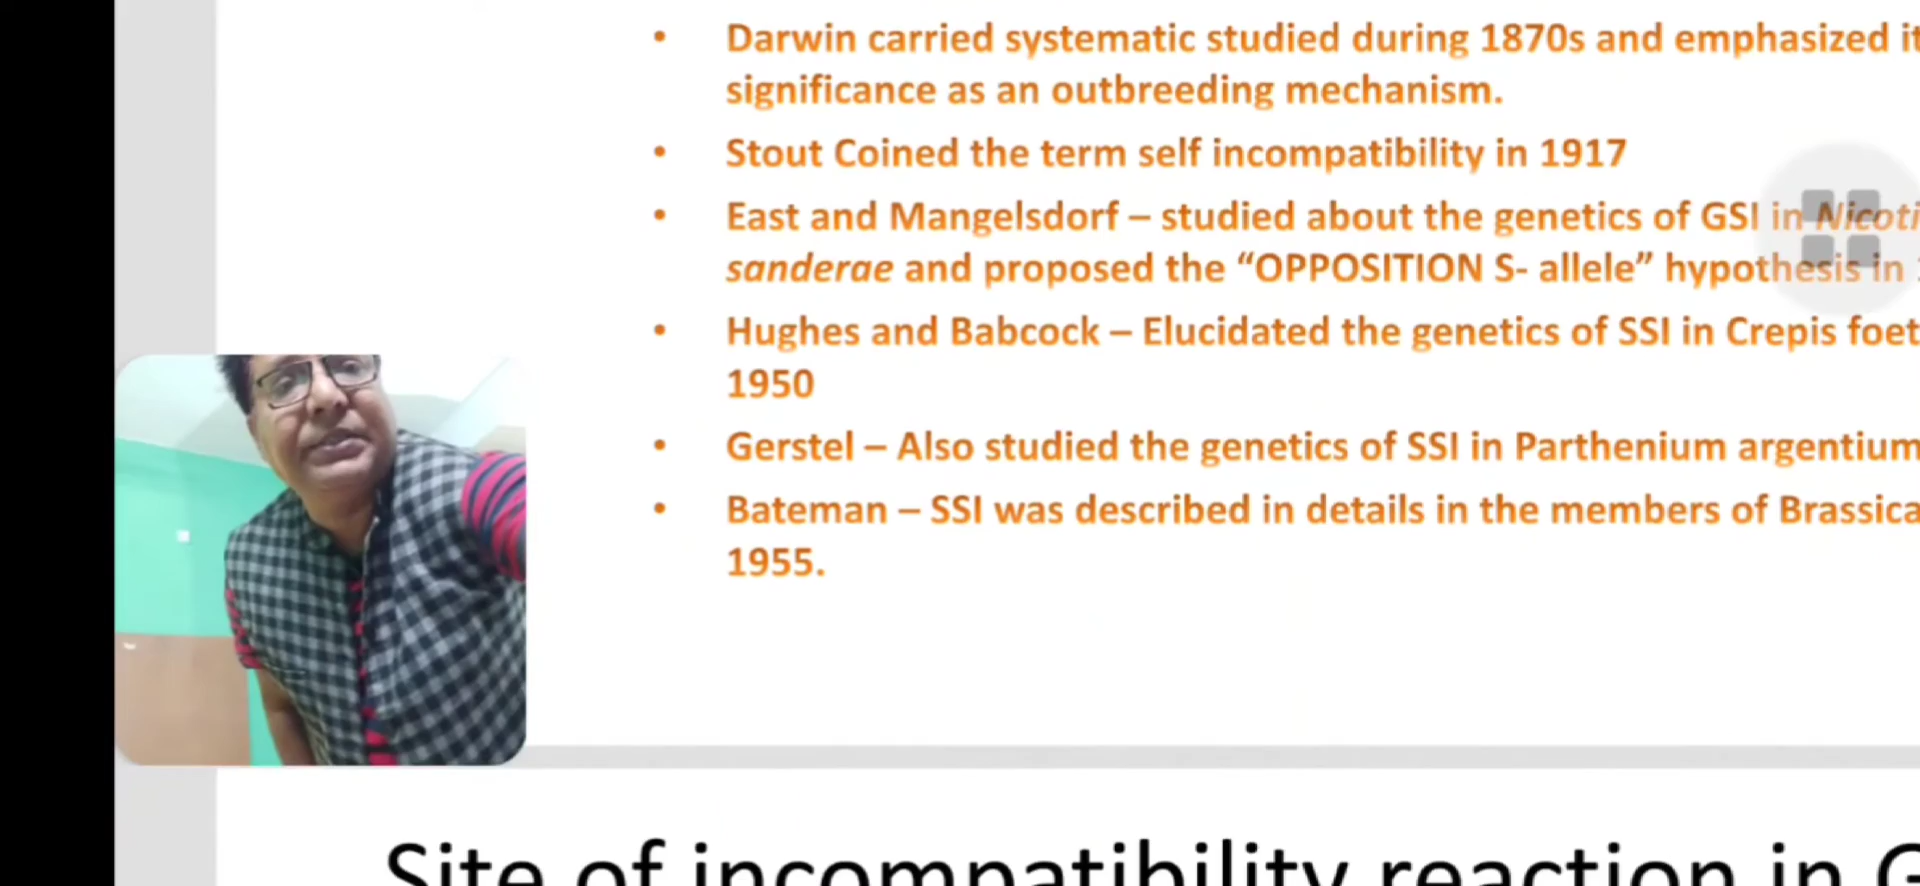 • Darwin carried systematic studied during 1870s and emphasized it
significance as an outbreeding mechanism.
• Stout Coined the term self incompatibility in 1917
• East and Mangelsdorf – studied about the genetics of GSI in Nicoti
sanderae and proposed the “OPPOSITION S- allele” hypothesis in
• Hughes and Babcock – Elucidated the genetics of SSI in Crepis foet
1950
• Gerstel – Also studied the genetics of SSI in Parthenium argentium
• Bateman – SSI was described in details in the members of Brassica
1955.
Site of incompatibility reaction in G